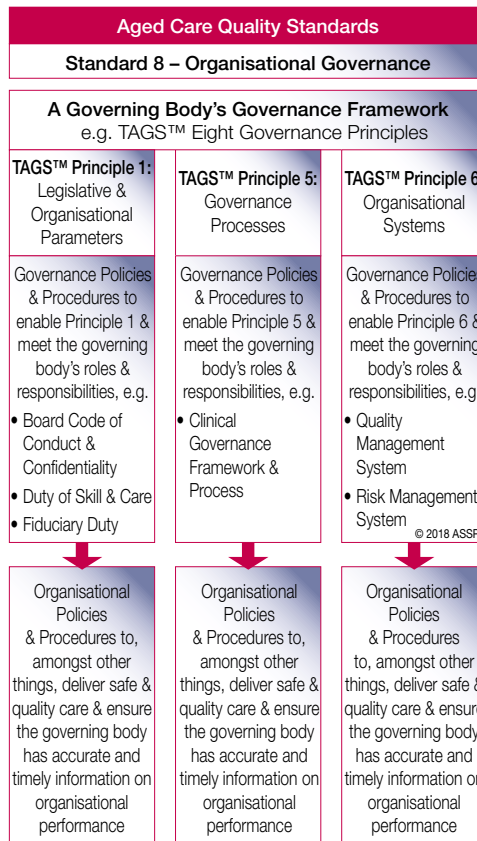 Aged Care Quality Standards
Standard 8 – Organisational Governance
A Governing Body's Governance Framework
e.g. TAGS™ Eight Governance Principles
TAGS™ Principle 1:
Legislative &
Organisational
Parameters
Governance Policies
& Procedures to
enable Principle 1 &
meet the governing
body's roles &
responsibilities, e.g.
• Board Code of
Conduct &
Confidentiality
• Duty of Skill & Care
• Fiduciary Duty
Organisational
Policies
& Procedures to,
amongst other
things, deliver safe &
quality care & ensure
the governing body
has accurate and
timely information on
organisational
performance
TAGS™ Principle 5:
Governance
Processes
Governance Policies
& Procedures to
enable Principle 5 &
meet the governing
body's roles &
responsibilities, e.g.
• Clinical
Governance
Framework &
Process
Organisational
Policies
& Procedures to,
amongst other
things, deliver safe &
quality care & ensure
the governing body
has accurate and
timely information on
organisational
performance
TAGS™ Principle 6
Organisational
Systems
Governance Policies
& Procedures to
enable Principle 6 &
meet the governing
body's roles &
responsibilities, e.g
• Quality
Management
System
• Risk Management
System
© 2018 ASSR
Organisational
Policies
& Procedures
to, amongst other
things, deliver safe &
quality care & ensure
the governing body
has accurate and
timely information on
organisational
performance